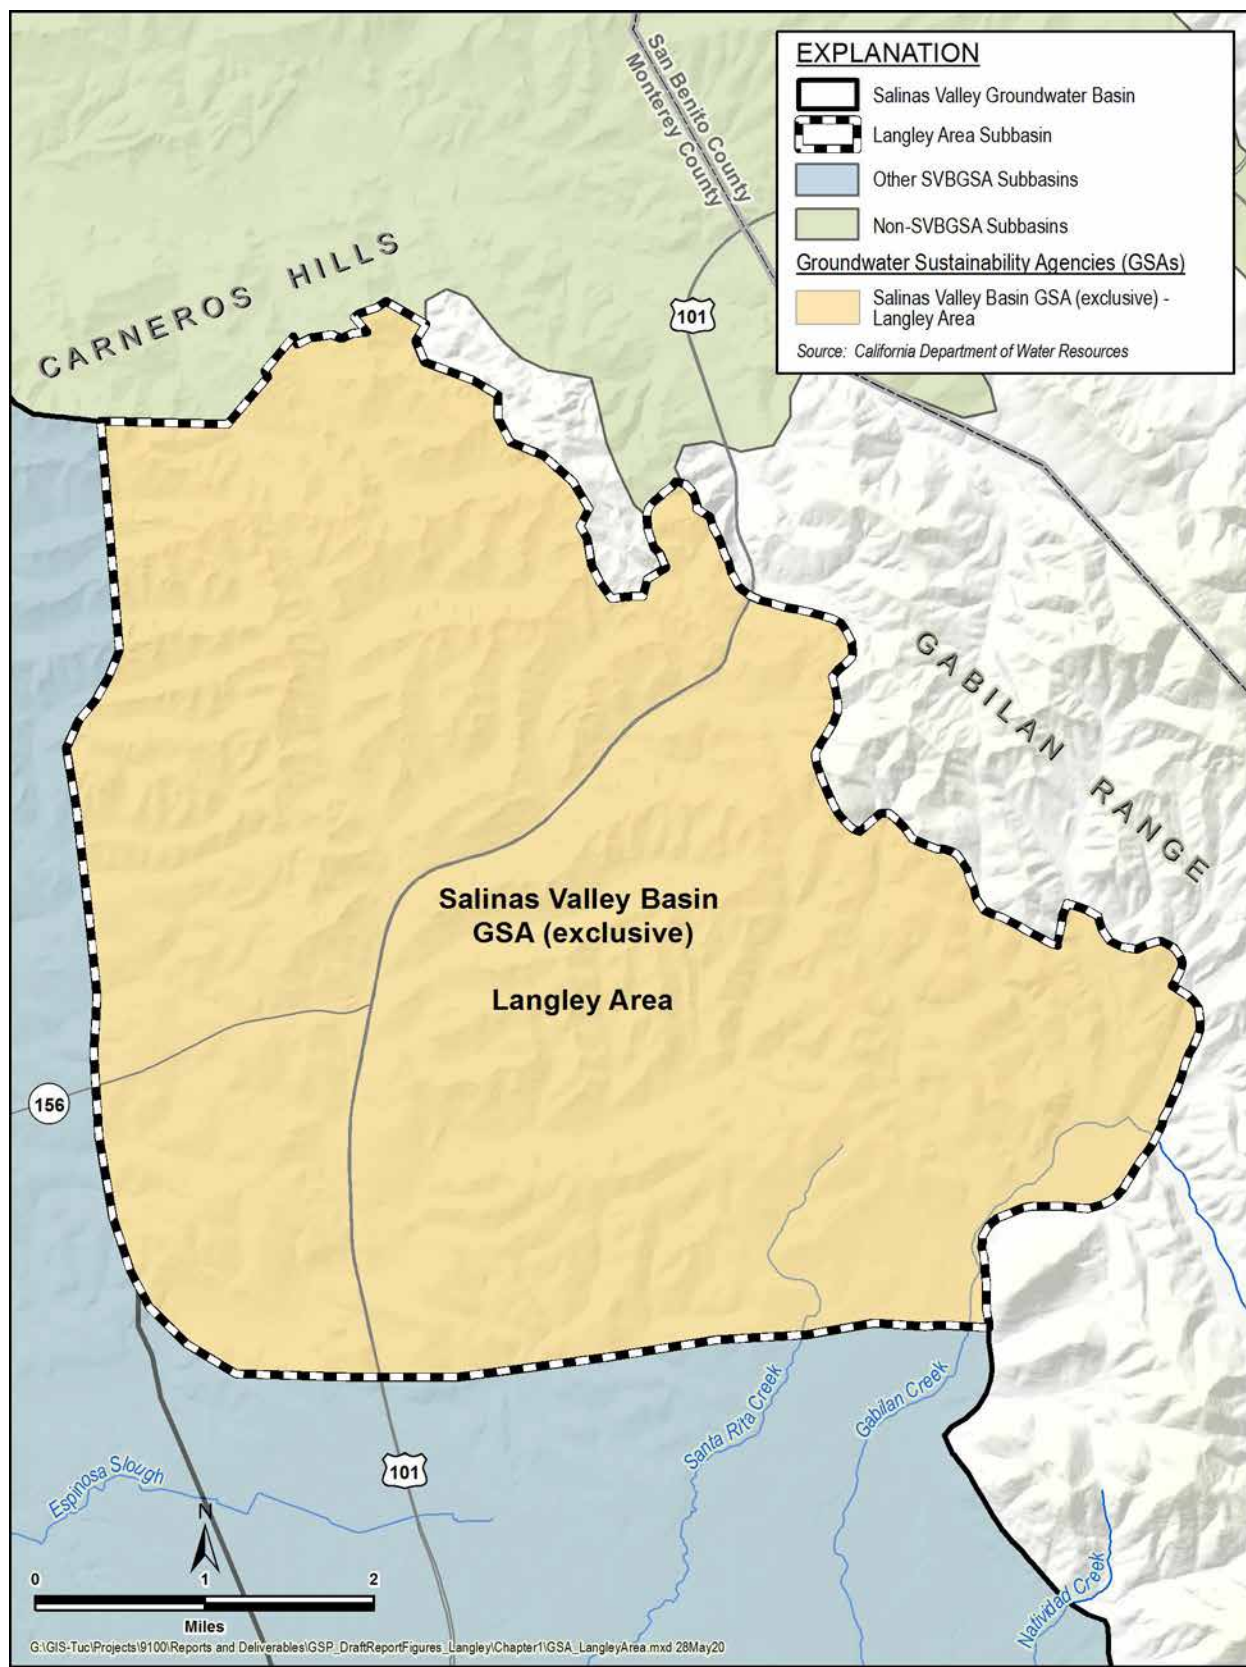 San Benito County
Monterey County
EXPLANATION
Salinas Valley Groundwater Basin
Langley Area Subbasin
Other SVBGSA Subbasins
Non-SVBGSA Subbasins
Groundwater Sustainability Agencies (GSAs)
Salinas Valley Basin GSA (exclusive) -
Langley Area
Source: California Department of Water Resources
CARNEROS HILLS
101
GABILAN RANGE
Salinas Valley Basin
GSA (exclusive)
Langley Area
156
Santa Rita Creek
Gabilan Creek
101
Espinosa Slough
N
Natividad Creek
0 1 2
Miles
G:\GIS-Tuc\Projects\9100\Reports and Deliverables\GSP_DraftReportFigures_Langley\Chapter1\GSA_LangleyArea.mxd 28May20